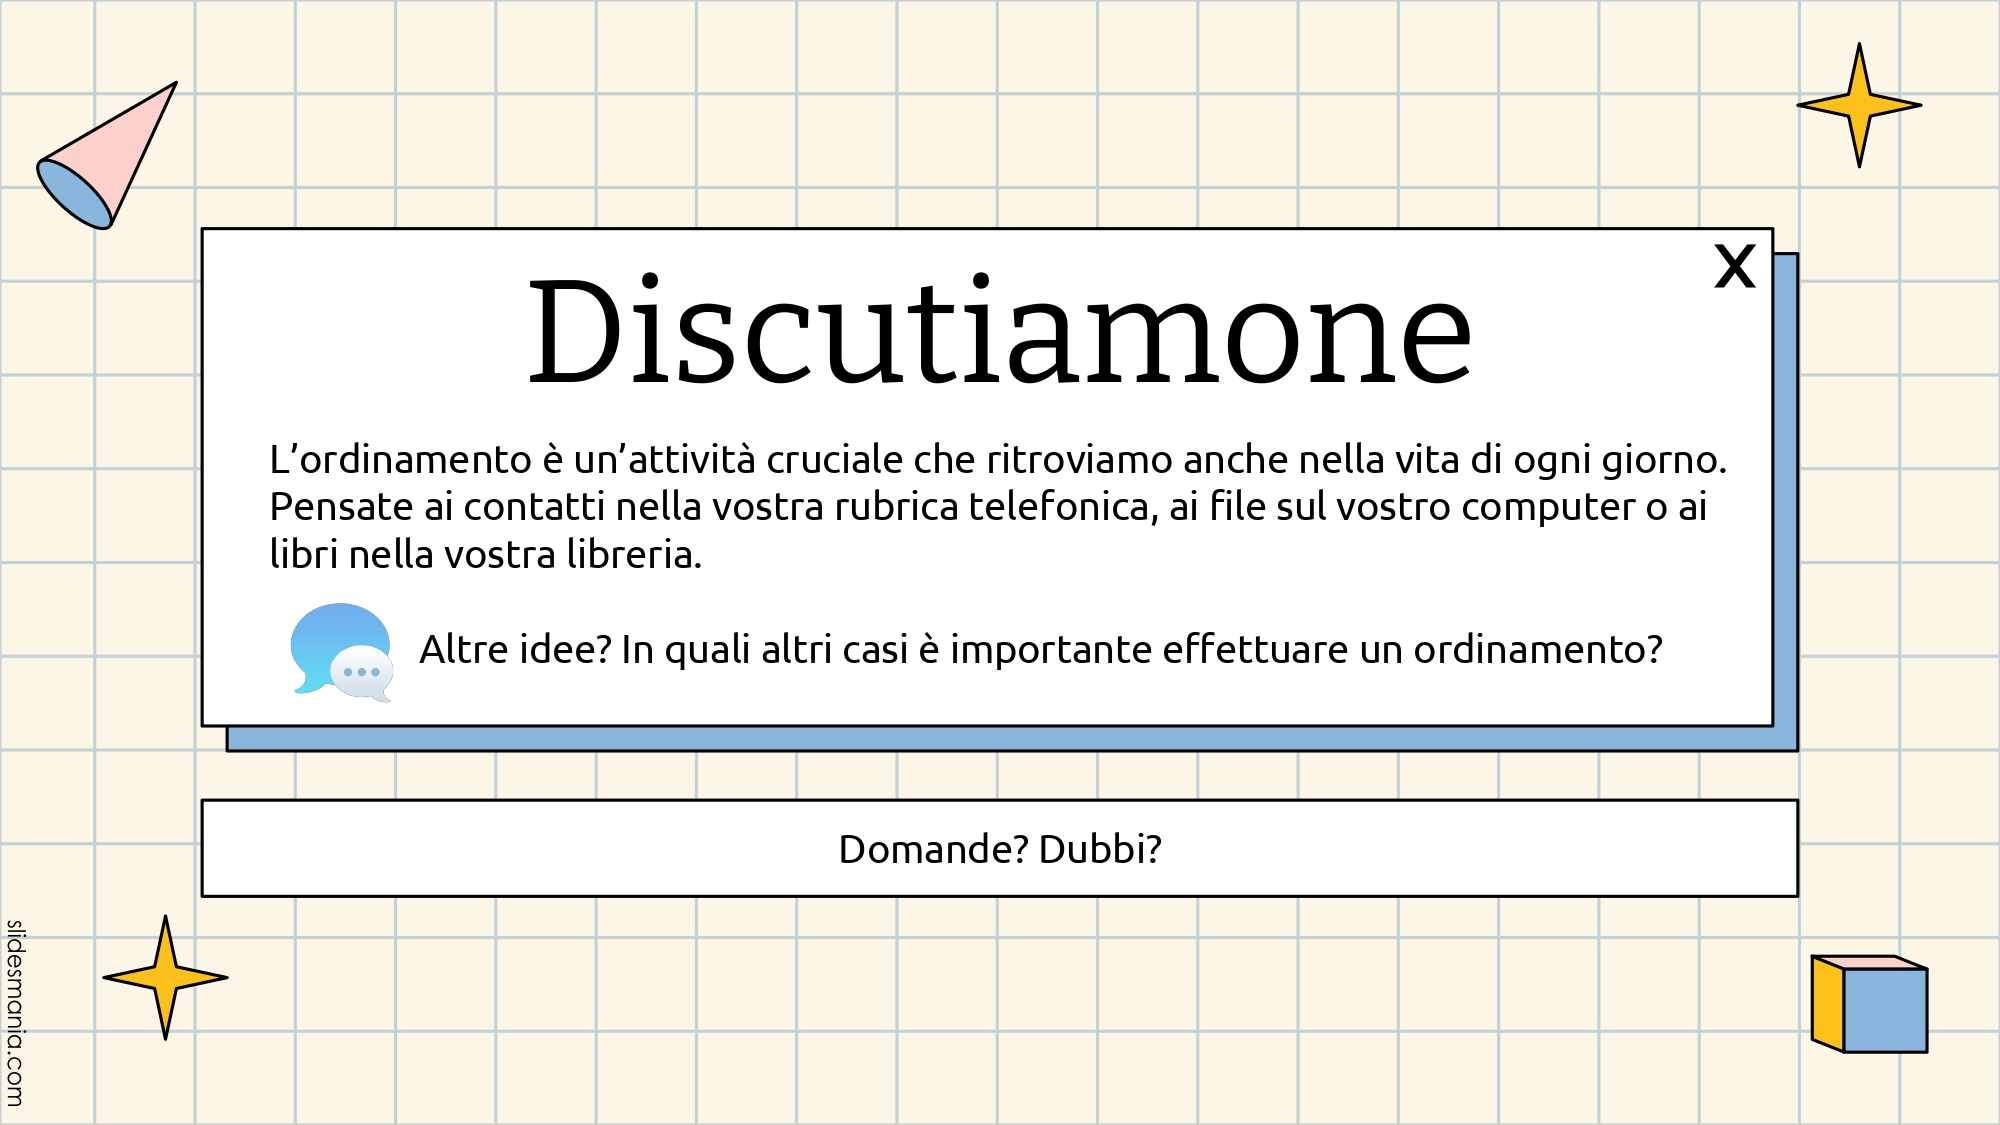 x
Discutiamone
L’ordinamento è un’attività cruciale che ritroviamo anche nella vita di ogni giorno.
Pensate ai contatti nella vostra rubrica telefonica, ai file sul vostro computer o ai
libri nella vostra libreria.
Altre idee? In quali altri casi è importante effettuare un ordinamento?
Domande? Dubbi?
slidesmania.com